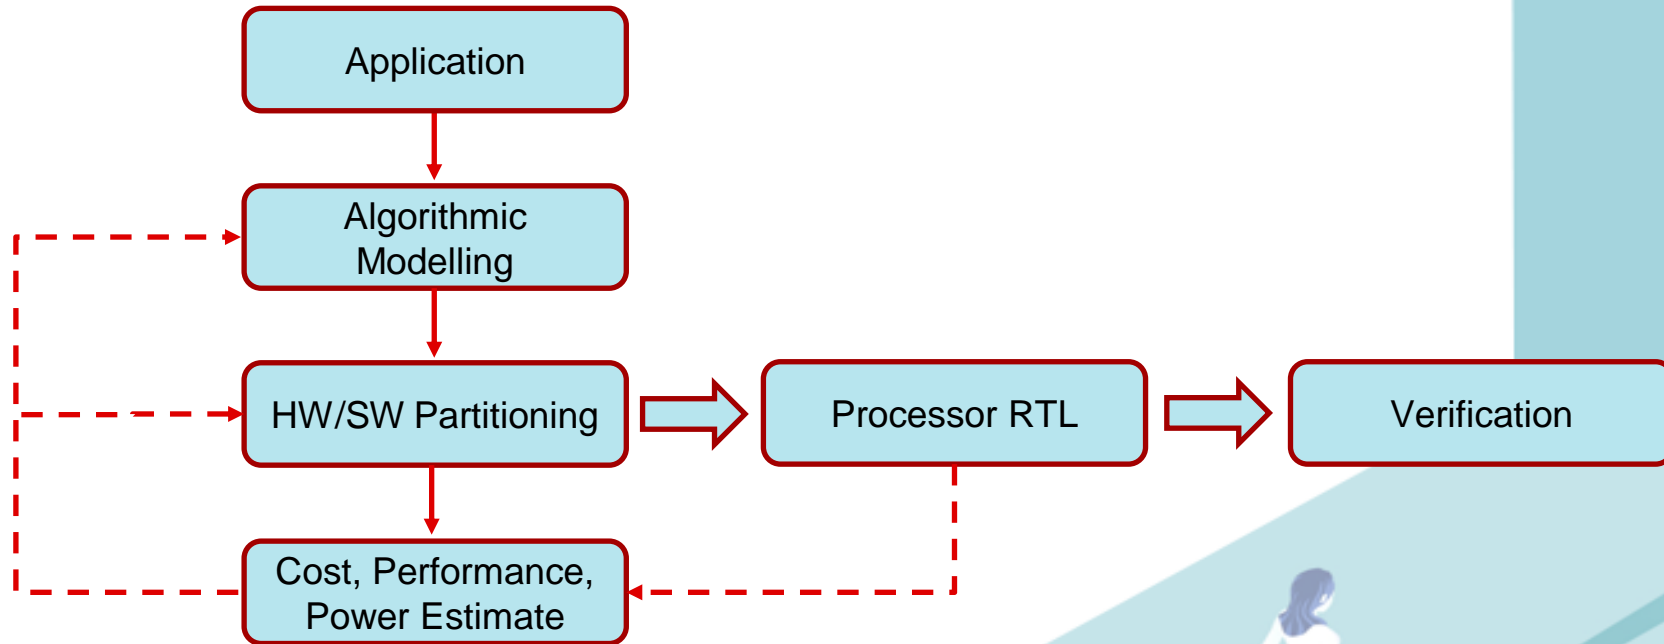 Application
Algorithmic
Modelling
HW/SW Partitioning
Processor RTL
Verification
Cost, Performance,
Power Estimate